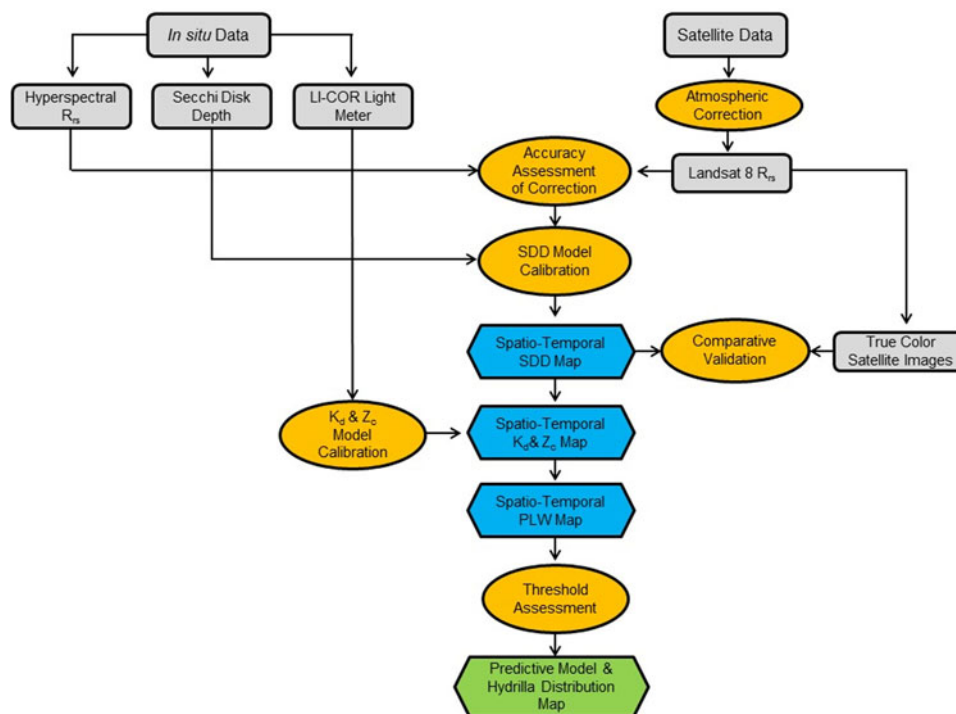 In situ Data
Satellite Data
Hyperspectral
Rrs
Secchi Disk
Depth
LI-COR Light
Meter
Atmospheric
Correction
Accuracy
Assessment
of Correction
Landsat 8 Rrs
SDD Model
Calibration
Spatio-Temporal
SDD Map
Comparative
Validation
True Color
Satellite Images
Kd & Zc
Model
Calibration
Spatio-Temporal
Kd& Zc Map
Spatio-Temporal
PLW Map
Threshold
Assessment
Predictive Model &
Hydrilla Distribution
Map